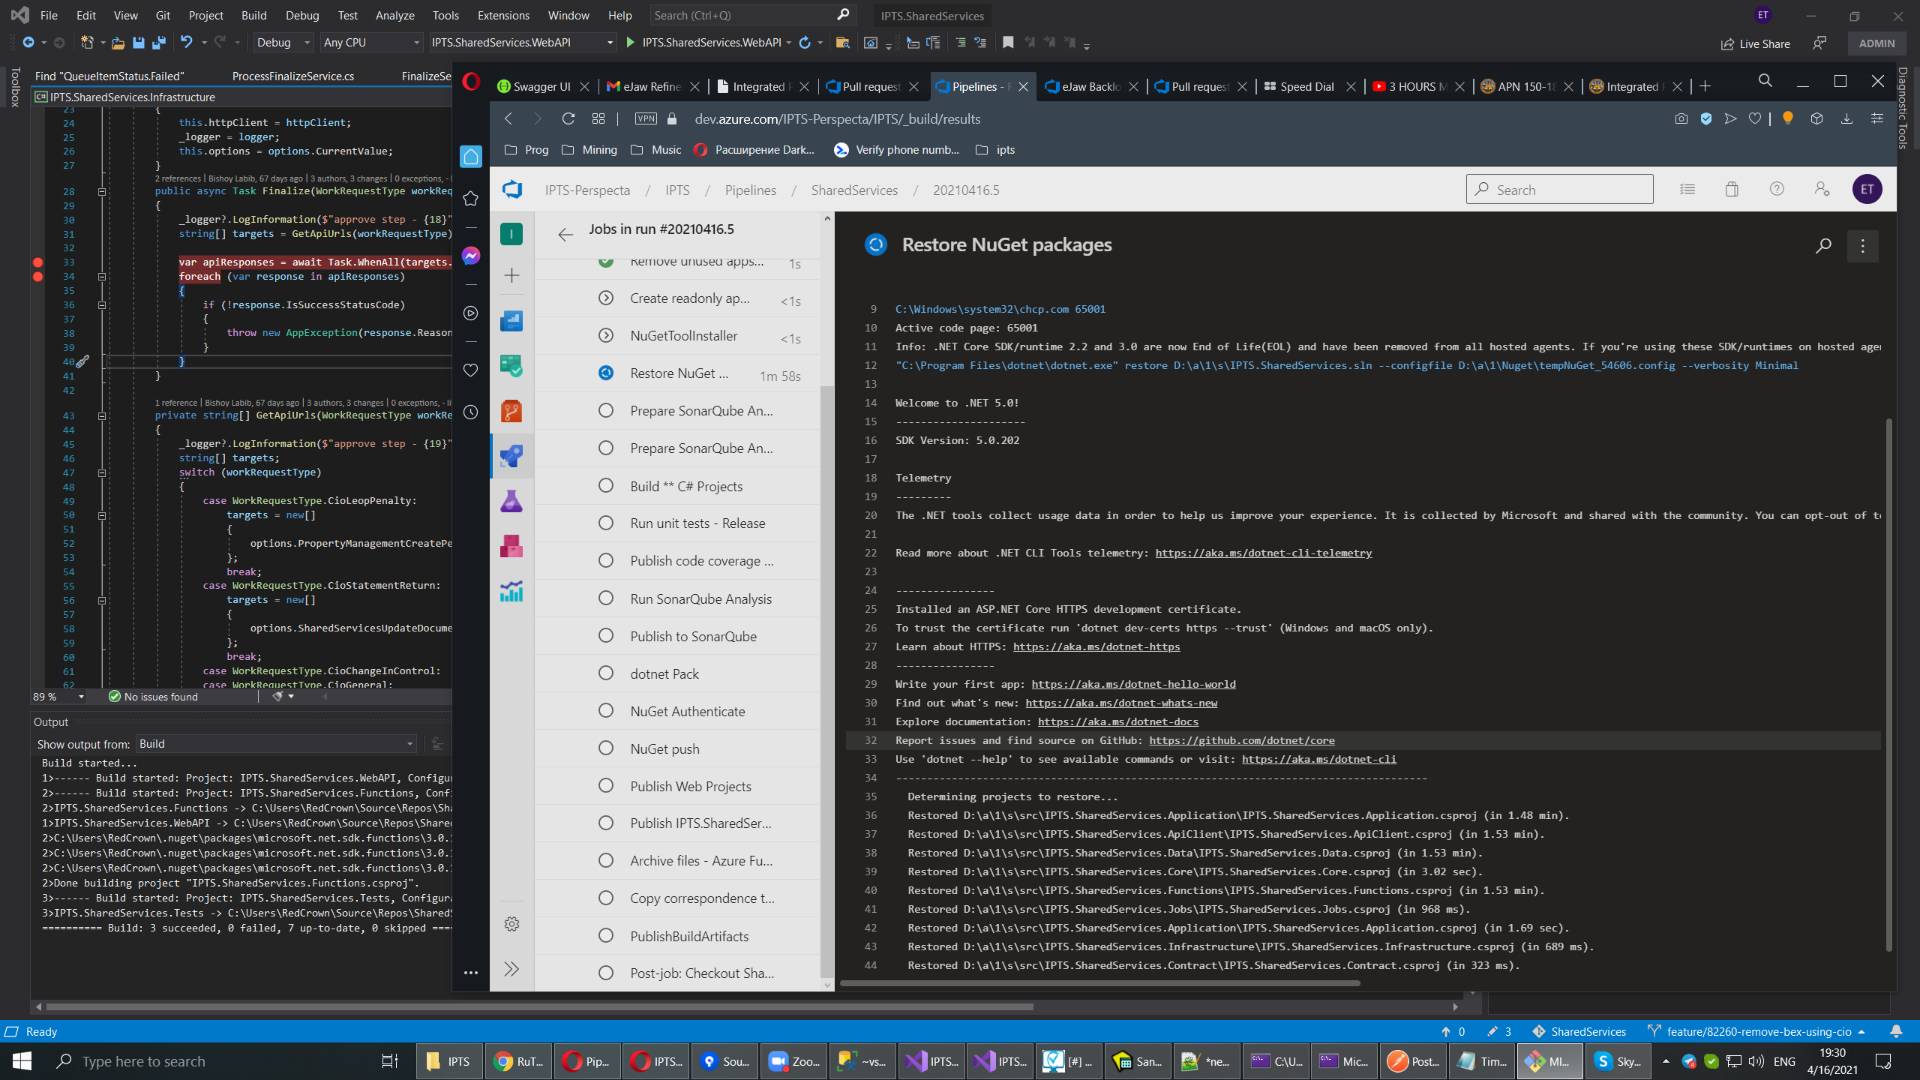 File Edit View Git Project Build Debug Test Analyze Tools Extensions Window Help Search (Ctrl+Q) IPTS.SharedServices ET
Debug Any CPU IPTS.SharedServices.WebAPI IPTS.SharedServices.WebAPI Live Share ADMIN
Toolbox
Find "QueueItemStatus.Failed" ProcessFinalizeService.cs FinalizeSe
IPTS.SharedServices.Infrastructure
23 {
24 this.httpClient = httpClient;
25 _logger = logger;
26 this.options = options.CurrentValue;
27 }
2 references | Bishoy Labib, 67 days ago | 3 authors, 3 changes | 0 exceptions, -
28 public async Task Finalize(WorkRequestType workReq
29 {
30 _logger?.LogInformation($"approve step - {18}"
31 string[] targets = GetApiUrls(workRequestType)
32
33 var apiResponses = await Task.WhenAll(targets.
34 foreach (var response in apiResponses)
35 {
36 if (!response.IsSuccessStatusCode)
37 {
38 throw new AppException(response.Reason
39 }
40 }
41 }
42
1 reference | Bishoy Labib, 67 days ago | 3 authors, 3 changes | 0 exceptions, - li
43 private string[] GetApiUrls(WorkRequestType workRe
44 {
45 _logger?.LogInformation($"approve step - {19}"
46 string[] targets;
47 switch (workRequestType)
48 {
49 case WorkRequestType.CioLeopPenalty:
50 targets = new[]
51 {
52 options.PropertyManagementCreatePe
53 };
54 break;
55 case WorkRequestType.CioStatementReturn:
56 targets = new[]
57 {
58 options.SharedServicesUpdateDocume
59 };
60 break;
61 case WorkRequestType.CioChangeInControl:
62 case WorkRequestType.CioGeneral:
89 % No issues found
Output
Show output from: Build
Build started...
1>------ Build started: Project: IPTS.SharedServices.WebAPI, Configur
2>------ Build started: Project: IPTS.SharedServices.Functions, Conf
2>IPTS.SharedServices.Functions -> C:\Users\RedCrown\Source\Repos\Sha
1>IPTS.SharedServices.WebAPI -> C:\Users\RedCrown\Source\Repos\Share
2>C:\Users\RedCrown\.nuget\packages\microsoft.net.sdk.functions\3.0.
2>C:\Users\RedCrown\.nuget\packages\microsoft.net.sdk.functions\3.0.
2>C:\Users\RedCrown\.nuget\packages\microsoft.net.sdk.functions\3.0.
2>Done building project "IPTS.SharedServices.Functions.csproj".
3>------ Build started: Project: IPTS.SharedServices.Tests, Configura
3>IPTS.SharedServices.Tests -> C:\Users\RedCrown\Source\Repos\Shared
========== Build: 3 succeeded, 0 failed, 7 up-to-date, 0 skipped ====
Swagger UI eJaw Refine Integrated Pull request Pipelines - eJaw Backlo Pull request Speed Dial 3 HOURS M APN 150-18 Integrated
VPN dev.azure.com/IPTS-Perspecta/IPTS/_build/results
Prog Mining Music Расширение Dark... Verify phone numb... ipts
IPTS-Perspecta / IPTS / Pipelines / SharedServices / 20210416.5 Search ET
I
Jobs in run #20210416.5
Remove unused apps... 1s
Create readonly ap... <1s
NuGetToolInstaller <1s
Restore NuGet ... 1m 58s
Prepare SonarQube An...
Prepare SonarQube An...
Build ** C# Projects
Run unit tests - Release
Publish code coverage ...
Run SonarQube Analysis
Publish to SonarQube
dotnet Pack
NuGet Authenticate
NuGet push
Publish Web Projects
Publish IPTS.SharedSer...
Archive files - Azure Fu...
Copy correspondence t...
PublishBuildArtifacts
Post-job: Checkout Sha...
Restore NuGet packages
9 C:\Windows\system32\chcp.com 65001
10 Active code page: 65001
11 Info: .NET Core SDK/runtime 2.2 and 3.0 are now End of Life(EOL) and have been removed from all hosted agents. If you're using these SDK/runtimes on hosted age
12 "C:\Program Files\dotnet\dotnet.exe" restore D:\a\1\s\IPTS.SharedServices.sln --configfile D:\a\1\Nuget\tempNuGet_54606.config --verbosity Minimal
13
14 Welcome to .NET 5.0!
15 ---------------------
16 SDK Version: 5.0.202
17
18 Telemetry
19 ---------
20 The .NET tools collect usage data in order to help us improve your experience. It is collected by Microsoft and shared with the community. You can opt-out of t
21
22 Read more about .NET CLI Tools telemetry: https://aka.ms/dotnet-cli-telemetry
23
24 ----------------
25 Installed an ASP.NET Core HTTPS development certificate.
26 To trust the certificate run 'dotnet dev-certs https --trust' (Windows and macOS only).
27 Learn about HTTPS: https://aka.ms/dotnet-https
28 ----------------
29 Write your first app: https://aka.ms/dotnet-hello-world
30 Find out what's new: https://aka.ms/dotnet-whats-new
31 Explore documentation: https://aka.ms/dotnet-docs
32 Report issues and find source on GitHub: https://github.com/dotnet/core
33 Use 'dotnet --help' to see available commands or visit: https://aka.ms/dotnet-cli
34 --------------------------------------------------------------------------------------
35 Determining projects to restore...
36 Restored D:\a\1\s\src\IPTS.SharedServices.Application\IPTS.SharedServices.Application.csproj (in 1.48 min).
37 Restored D:\a\1\s\src\IPTS.SharedServices.ApiClient\IPTS.SharedServices.ApiClient.csproj (in 1.53 min).
38 Restored D:\a\1\s\src\IPTS.SharedServices.Data\IPTS.SharedServices.Data.csproj (in 1.53 min).
39 Restored D:\a\1\s\src\IPTS.SharedServices.Core\IPTS.SharedServices.Core.csproj (in 3.02 sec).
40 Restored D:\a\1\s\src\IPTS.SharedServices.Functions\IPTS.SharedServices.Functions.csproj (in 1.53 min).
41 Restored D:\a\1\s\src\IPTS.SharedServices.Jobs\IPTS.SharedServices.Jobs.csproj (in 968 ms).
42 Restored D:\a\1\s\src\IPTS.SharedServices.Application\IPTS.SharedServices.Application.csproj (in 1.69 sec).
43 Restored D:\a\1\s\src\IPTS.SharedServices.Infrastructure\IPTS.SharedServices.Infrastructure.csproj (in 689 ms).
44 Restored D:\a\1\s\src\IPTS.SharedServices.Contract\IPTS.SharedServices.Contract.csproj (in 323 ms).
Diagnostic Tools
Ready 0 3 SharedServices feature/82260-remove-bex-using-cio
Type here to search IPTS RuT... Pip... IPTS... Sou... Zoo... ~vs... IPTS... IPTS... [#] ... San... *ne... C:\U... Mic... Post... Tim... MI... Sky... ENG 19:30
4/16/2021